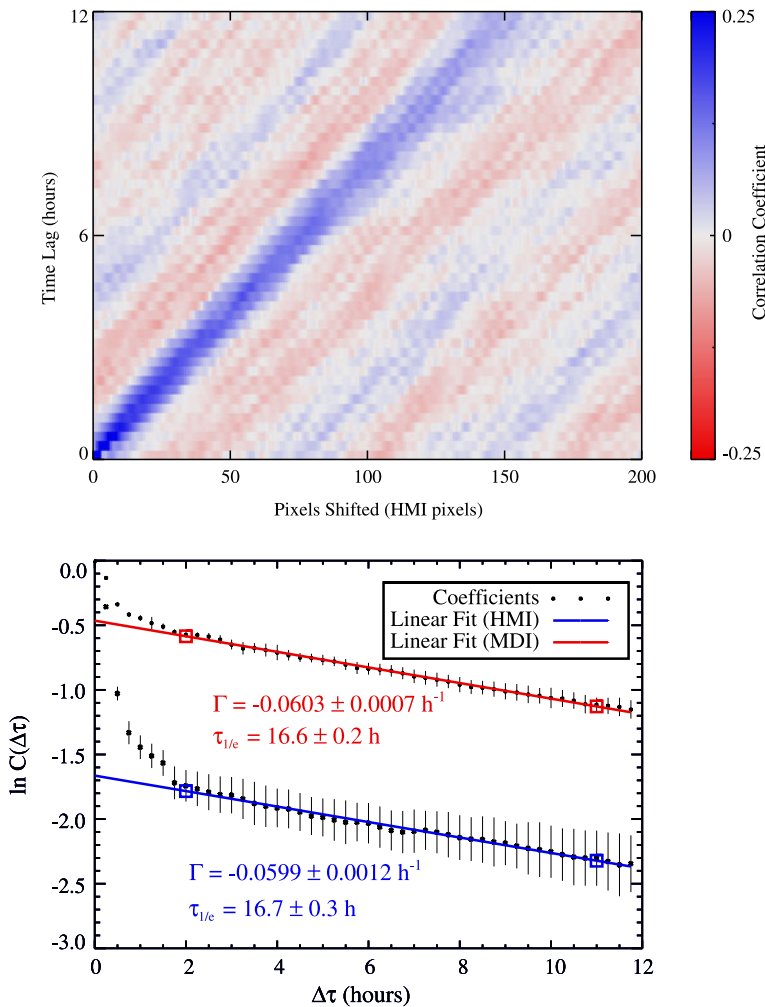 12
6
0
Time Lag (hours)
0 50 100 150 200
Pixels Shifted (HMI pixels)
0.25
0
-0.25
Correlation Coefficient
0.0
-0.5
-1.0
-1.5
-2.0
-2.5
-3.0
ln C(Δτ)
Coefficients
Linear Fit (HMI)
Linear Fit (MDI)
Γ = -0.0603 ± 0.0007 h⁻¹
τ₁/ₑ = 16.6 ± 0.2 h
Γ = -0.0599 ± 0.0012 h⁻¹
τ₁/ₑ = 16.7 ± 0.3 h
0 2 4 6 8 10 12
Δτ (hours)